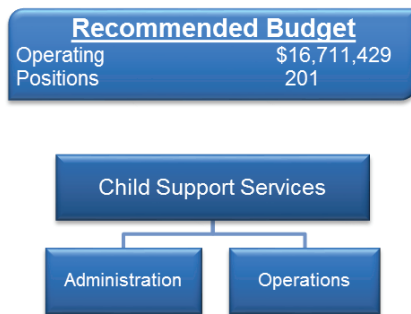 Recommended Budget
Operating $16,711,429
Positions 201
Child Support Services
Administration Operations